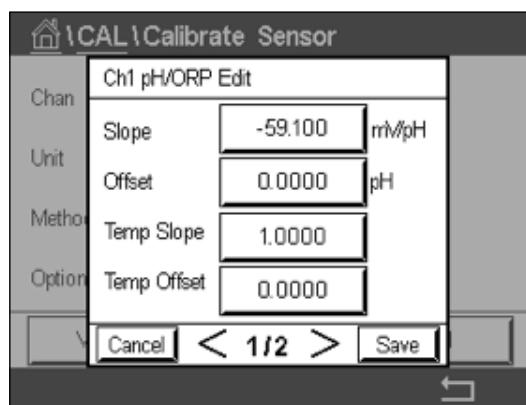 \CAL\Calibrate Sensor
Ch1 pH/ORP Edit
Chan
Slope -59.100 mV/pH
Unit
Offset 0.0000 pH
Temp Slope 1.0000
Option Temp Offset 0.0000
Cancel < 1/2 > Save